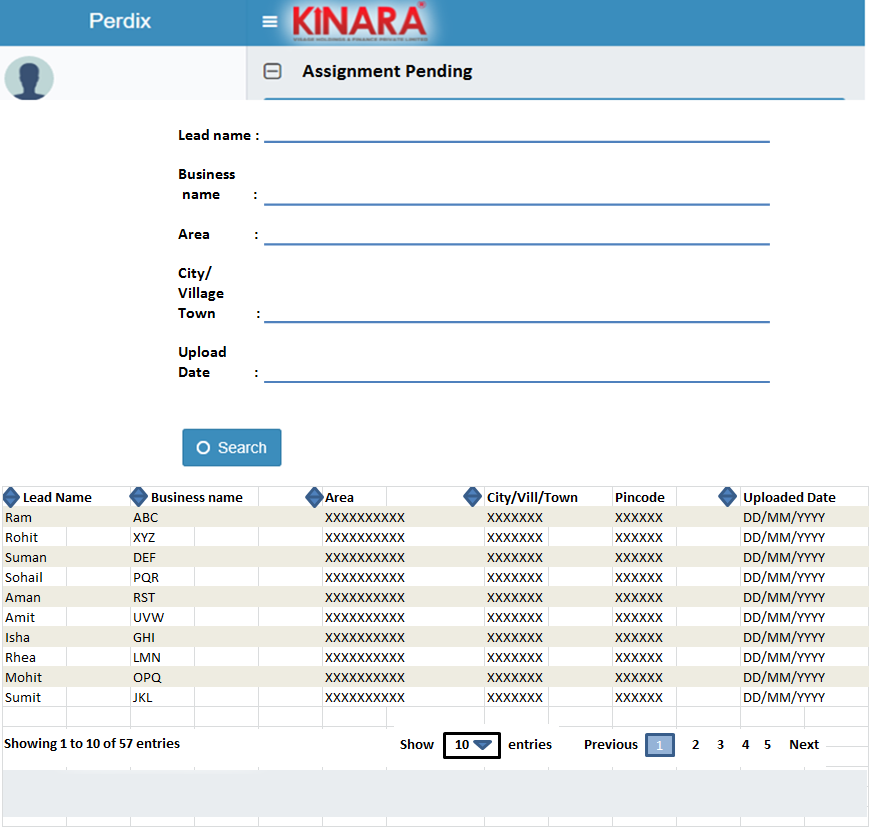 Perdix
KINARA
Assignment Pending
Lead name :
Business
name :
Area :
City/
Village
Town :
Upload
Date :
Search
Lead Name Business name Area City/Vill/Town Pincode Uploaded Date
Ram ABC XXXXXXXXXX XXXXXXX XXXXXX DD/MM/YYYY
Rohit XYZ XXXXXXXXXX XXXXXXX XXXXXX DD/MM/YYYY
Suman DEF XXXXXXXXXX XXXXXXX XXXXXX DD/MM/YYYY
Sohail PQR XXXXXXXXXX XXXXXXX XXXXXX DD/MM/YYYY
Aman RST XXXXXXXXXX XXXXXXX XXXXXX DD/MM/YYYY
Amit UVW XXXXXXXXXX XXXXXXX XXXXXX DD/MM/YYYY
Isha GHI XXXXXXXXXX XXXXXXX XXXXXX DD/MM/YYYY
Rhea LMN XXXXXXXXXX XXXXXXX XXXXXX DD/MM/YYYY
Mohit OPQ XXXXXXXXXX XXXXXXX XXXXXX DD/MM/YYYY
Sumit JKL XXXXXXXXXX XXXXXXX XXXXXX DD/MM/YYYY
Showing 1 to 10 of 57 entries Show 10 entries Previous 1 2 3 4 5 Next